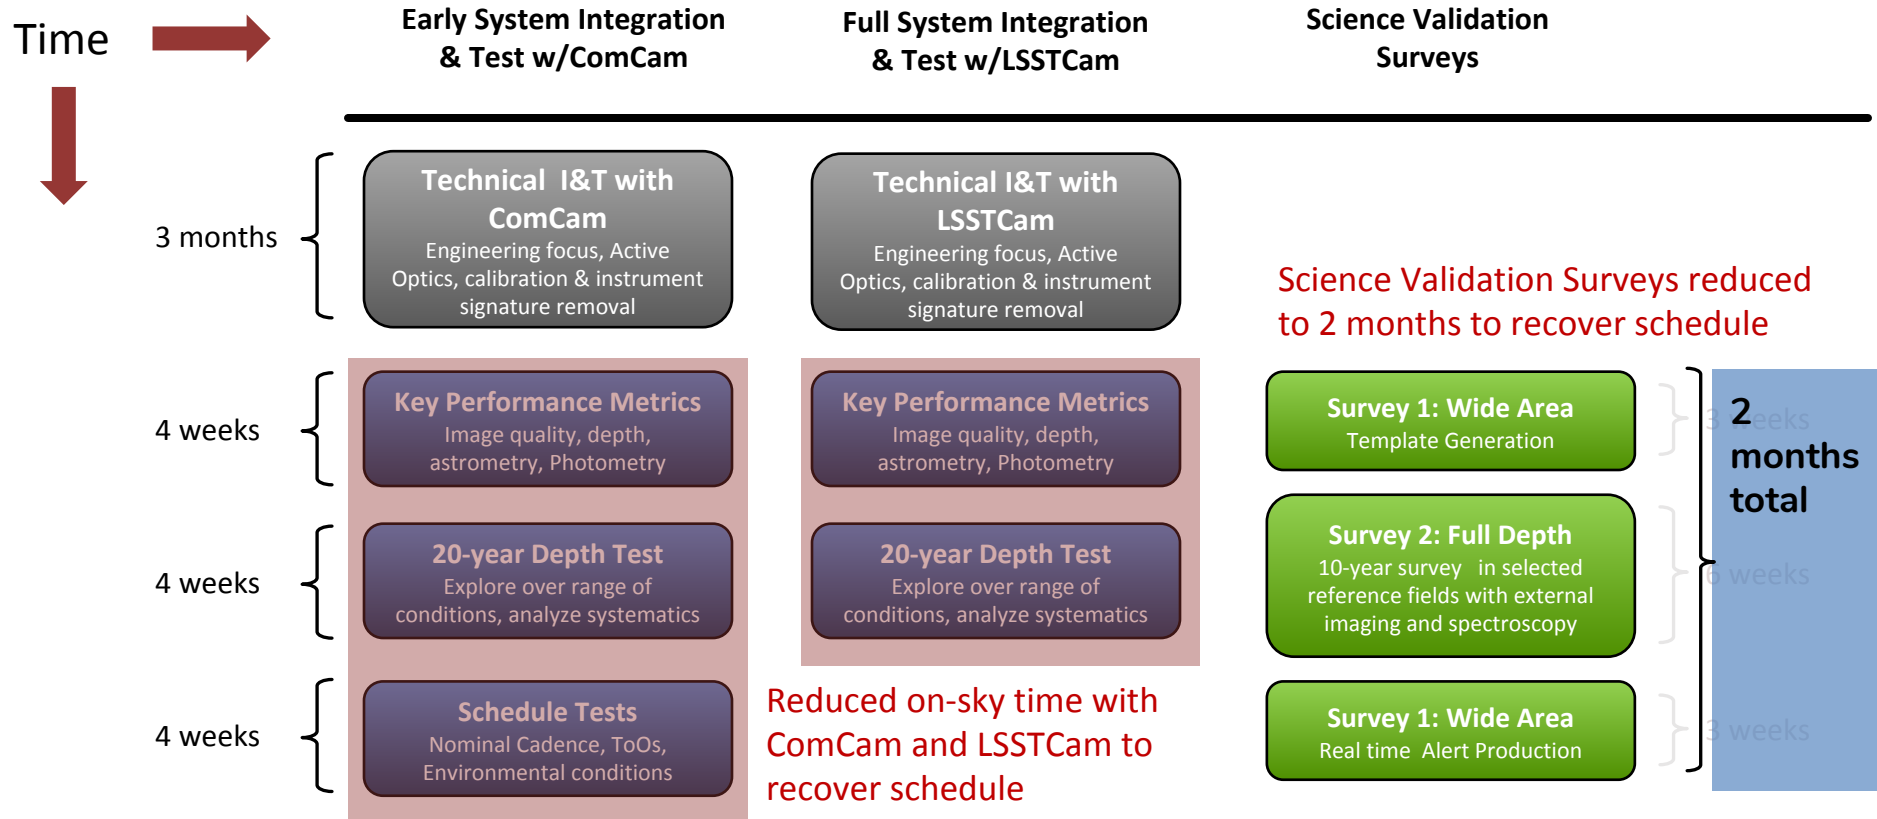 Time
Early System Integration
& Test w/ComCam
Full System Integration
& Test w/LSSTCam
Science Validation
Surveys
3 months
Technical I&T with
ComCam
Engineering focus, Active
Optics, calibration & instrument
signature removal
Technical I&T with
LSSTCam
Engineering focus, Active
Optics, calibration & instrument
signature removal
Science Validation Surveys reduced
to 2 months to recover schedule
4 weeks
Key Performance Metrics
Image quality, depth,
astrometry, Photometry
Key Performance Metrics
Image quality, depth,
astrometry, Photometry
Survey 1: Wide Area
Template Generation
3 weeks
2
months
total
4 weeks
20-year Depth Test
Explore over range of
conditions, analyze systematics
20-year Depth Test
Explore over range of
conditions, analyze systematics
Survey 2: Full Depth
10-year survey in selected
reference fields with external
imaging and spectroscopy
6 weeks
4 weeks
Schedule Tests
Nominal Cadence, ToOs,
Environmental conditions
Reduced on-sky time with
ComCam and LSSTCam to
recover schedule
Survey 1: Wide Area
Real time Alert Production
3 weeks